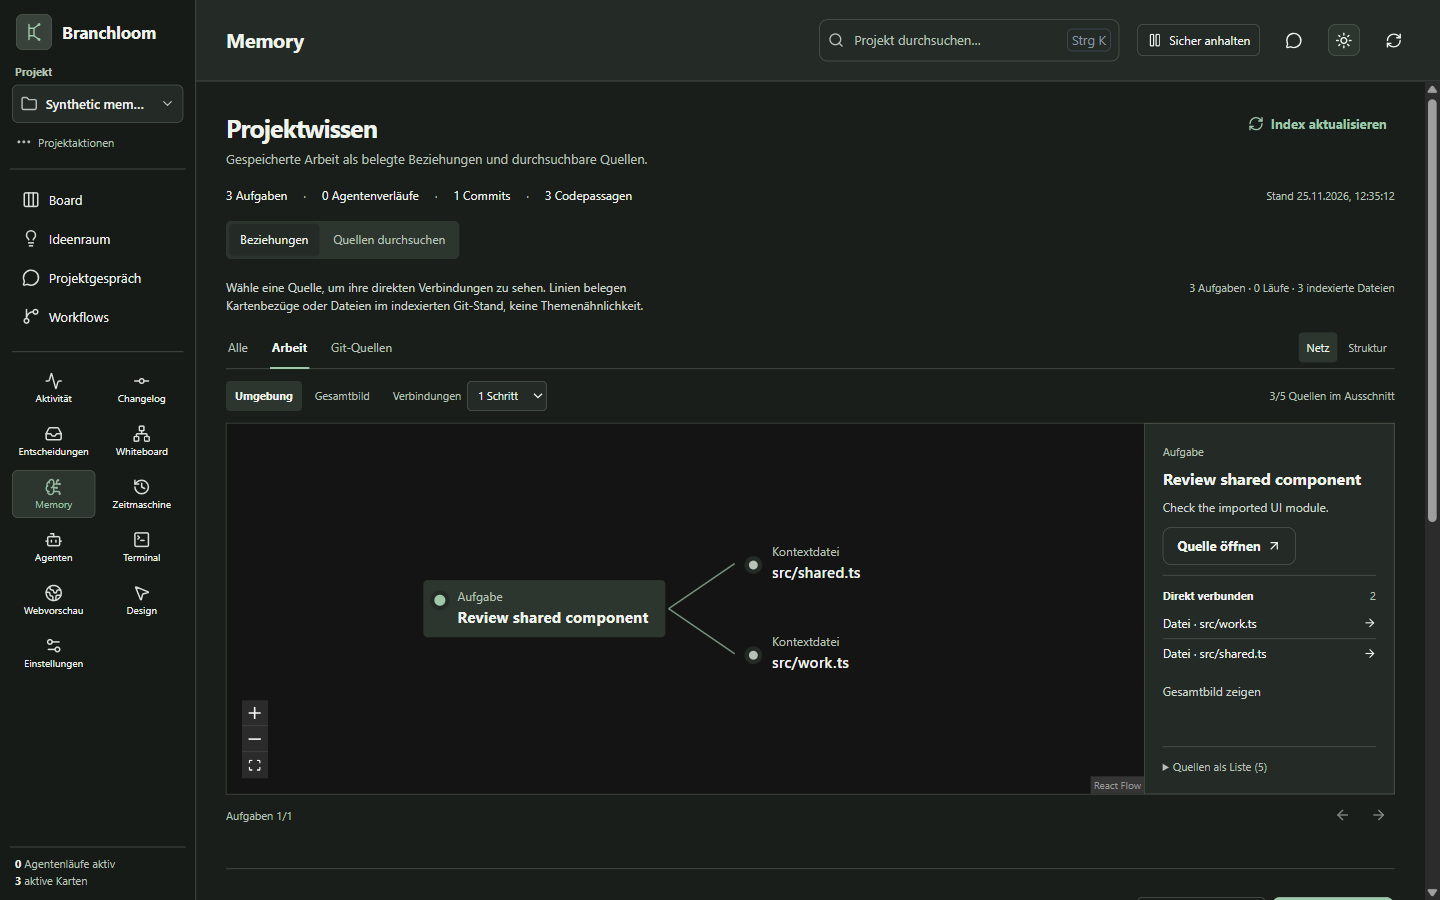 Branchloom
Projekt
Synthetic mem...
Projektaktionen
Board
Ideenraum
Projektgespräch
Workflows
Aktivität
Changelog
Entscheidungen
Whiteboard
Memory
Zeitmaschine
Agenten
Terminal
Webvorschau
Design
Einstellungen
0 Agentenläufe aktiv
3 aktive Karten
Memory
Projekt durchsuchen...
Strg K
Sicher anhalten
Projektwissen
Index aktualisieren
Gespeicherte Arbeit als belegte Beziehungen und durchsuchbare Quellen.
3 Aufgaben · 0 Agentenverläufe · 1 Commits · 3 Codepassagen
Stand 25.11.2026, 12:35:12
Beziehungen
Quellen durchsuchen
Wähle eine Quelle, um ihre direkten Verbindungen zu sehen. Linien belegen
Kartenbezüge oder Dateien im indexierten Git-Stand, keine Themenähnlichkeit.
3 Aufgaben · 0 Läufe · 3 indexierte Dateien
Alle
Arbeit
Git-Quellen
Netz
Struktur
Umgebung
Gesamtbild
Verbindungen
1 Schritt
3/5 Quellen im Ausschnitt
Aufgabe
Review shared component
Kontextdatei
src/shared.ts
Kontextdatei
src/work.ts
React Flow
Aufgabe
Review shared component
Check the imported UI module.
Quelle öffnen
Direkt verbunden 2
Datei · src/work.ts
Datei · src/shared.ts
Gesamtbild zeigen
Quellen als Liste (5)
Aufgaben 1/1